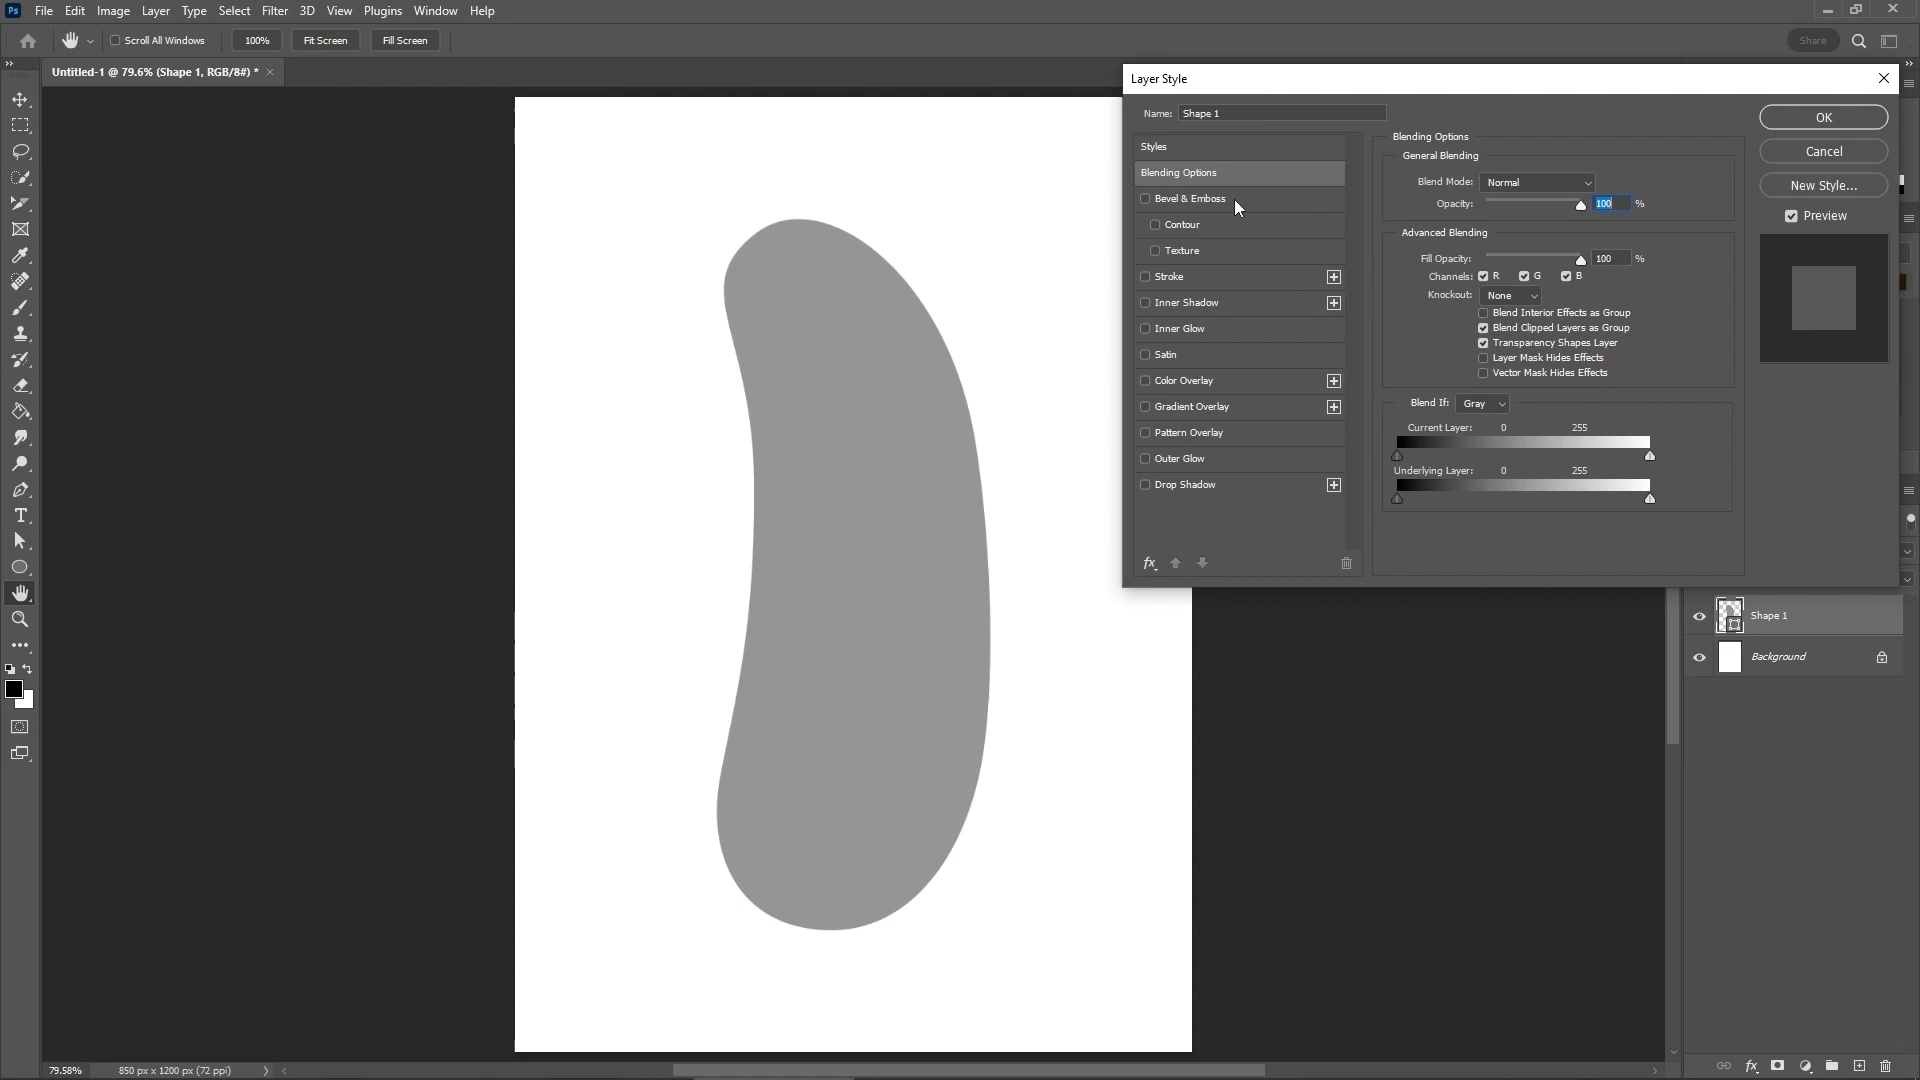 Ps File Edit Image Layer Type Select Filter 3D View Plugins Window Help
Scroll All Windows 100% Fit Screen Fill Screen Share
Untitled-1 @ 79.6% (Shape 1, RGB/8#) * ×
Layer Style
Name: Shape 1
Styles
Blending Options
Bevel & Emboss
Contour
Texture
Stroke
Inner Shadow
Inner Glow
Satin
Color Overlay
Gradient Overlay
Pattern Overlay
Outer Glow
Drop Shadow
fx
Blending Options
General Blending
Blend Mode: Normal
Opacity: 100 %
Advanced Blending
Fill Opacity: 100 %
Channels: R G B
Knockout: None
Blend Interior Effects as Group
Blend Clipped Layers as Group
Transparency Shapes Layer
Layer Mask Hides Effects
Vector Mask Hides Effects
Blend If: Gray
Current Layer: 0 255
Underlying Layer: 0 255
OK
Cancel
New Style...
Preview
Shape 1
Background
79.58% 850 px x 1200 px (72 ppi)
fx